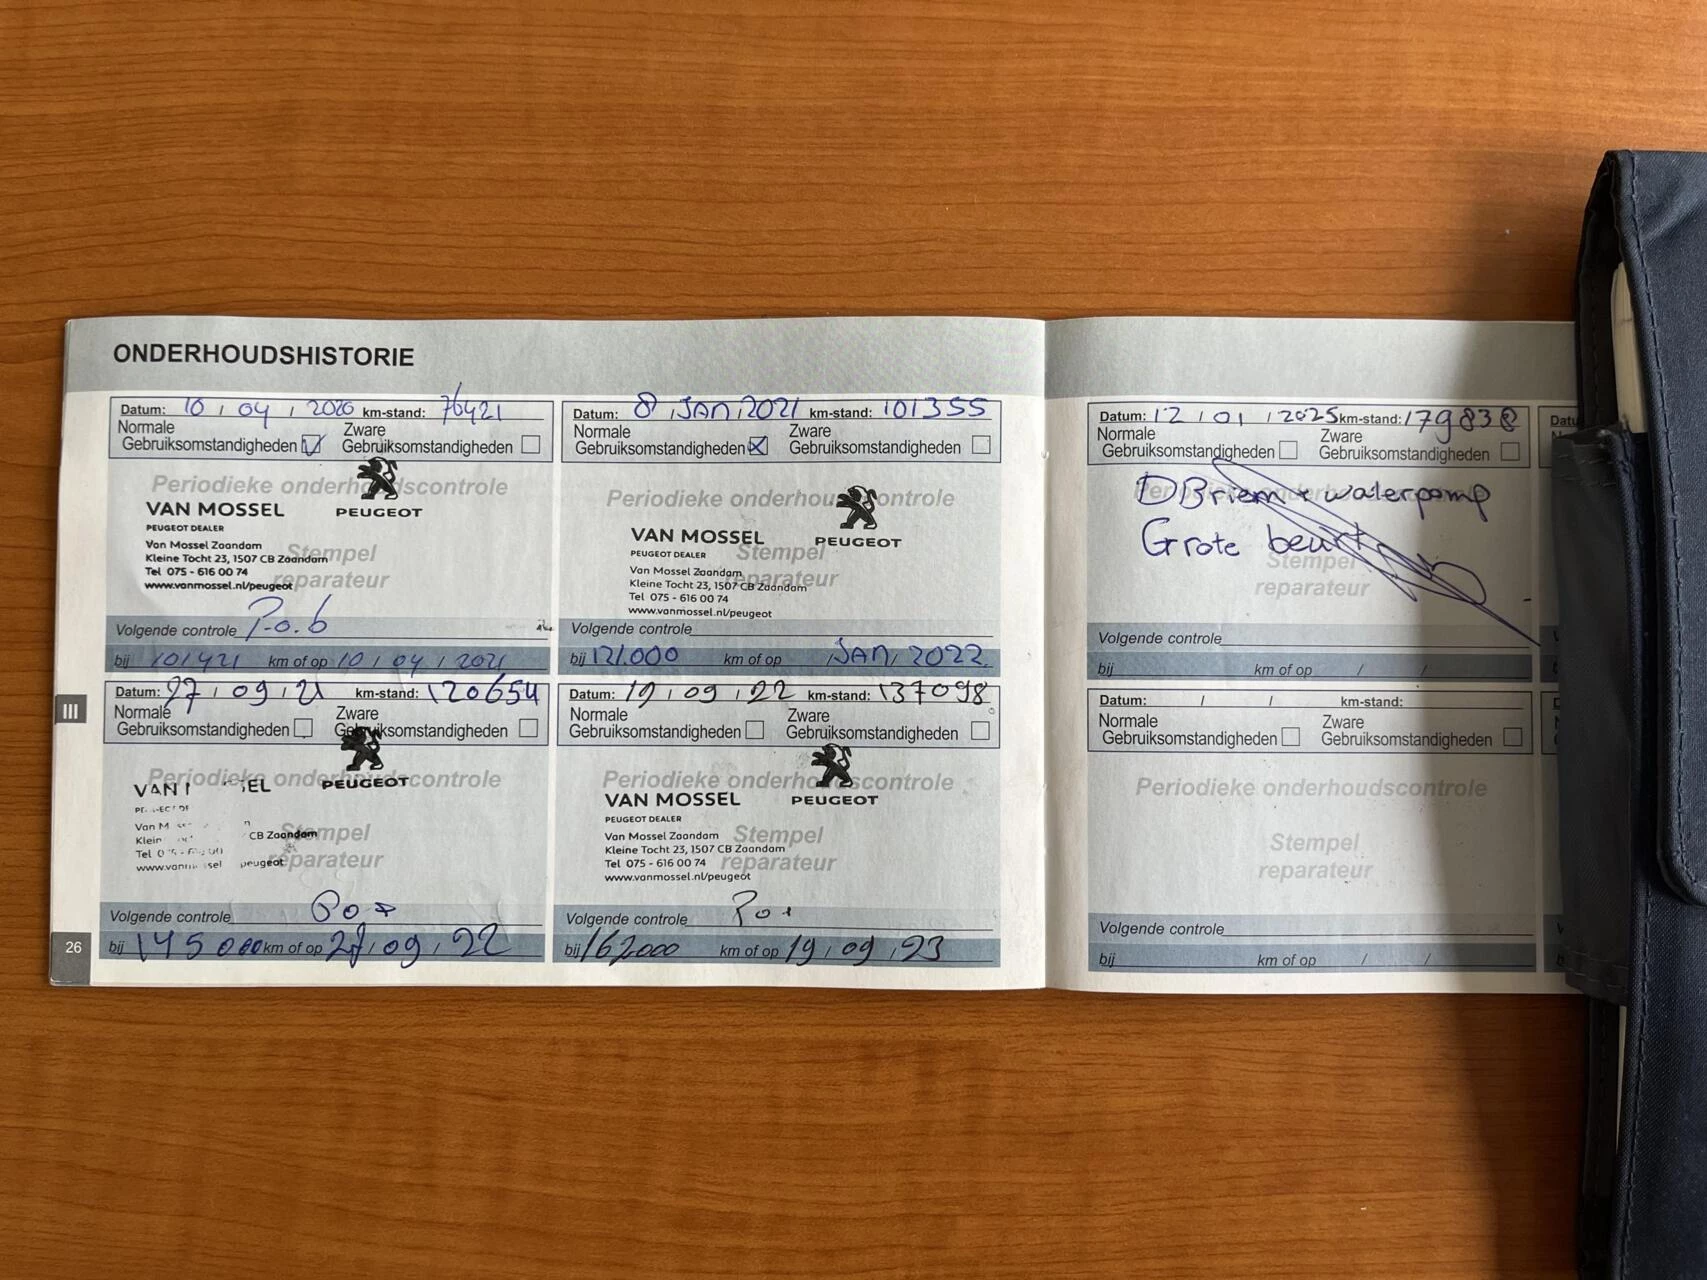 ONDERHOUDSHISTORIE
Datum: 10 / 04 / 2020 km-stand: 76421
Normale Gebruiksomstandigheden
Zware Gebruiksomstandigheden
Periodieke onderhoudscontrole
VAN MOSSEL
PEUGEOT DEALER
PEUGEOT
Van Mossel Zaandam
Kleine Tocht 23, 1507 CB Zaandam
Tel 075 - 616 00 74
www.vanmossel.nl/peugeot
Stempel
reparateur
Volgende controle P.o.b
bij 101421 km of op 10 / 04 / 2021
Datum: 8 / JAN / 2021 km-stand: 101355
Normale Gebruiksomstandigheden
Zware Gebruiksomstandigheden
Periodieke onderhoudscontrole
VAN MOSSEL
PEUGEOT DEALER
PEUGEOT
Van Mossel Zaandam
Kleine Tocht 23, 1507 CB Zaandam
Tel 075 - 616 00 74
www.vanmossel.nl/peugeot
Stempel
reparateur
Volgende controle
bij 121.000 km of op JAN / 2022
III
Datum: 27 / 09 / 21 km-stand: 120654
Normale Gebruiksomstandigheden
Zware Gebruiksomstandigheden
Periodieke onderhoudscontrole
PEUGEOT
CB Zaandam
peugeot
Stempel
reparateur
Volgende controle
bij 145000 km of op 27 / 09 / 22
Datum: 19 / 09 / 22 km-stand: 137098
Normale Gebruiksomstandigheden
Zware Gebruiksomstandigheden
Periodieke onderhoudscontrole
VAN MOSSEL
PEUGEOT DEALER
PEUGEOT
Van Mossel Zaandam
Kleine Tocht 23, 1507 CB Zaandam
Tel 075 - 616 00 74
www.vanmossel.nl/peugeot
Stempel
reparateur
Volgende controle
bij 162000 km of op 19 / 09 / 23
26
Datum: 12 / 01 / 2025 km-stand: 179838
Normale Gebruiksomstandigheden
Zware Gebruiksomstandigheden
DBriem + waterpomp
Grote beurt
Stempel
reparateur
Volgende controle
bij km of op / /
Datum: / / km-stand:
Normale Gebruiksomstandigheden
Zware Gebruiksomstandigheden
Periodieke onderhoudscontrole
Stempel
reparateur
Volgende controle
bij km of op / /